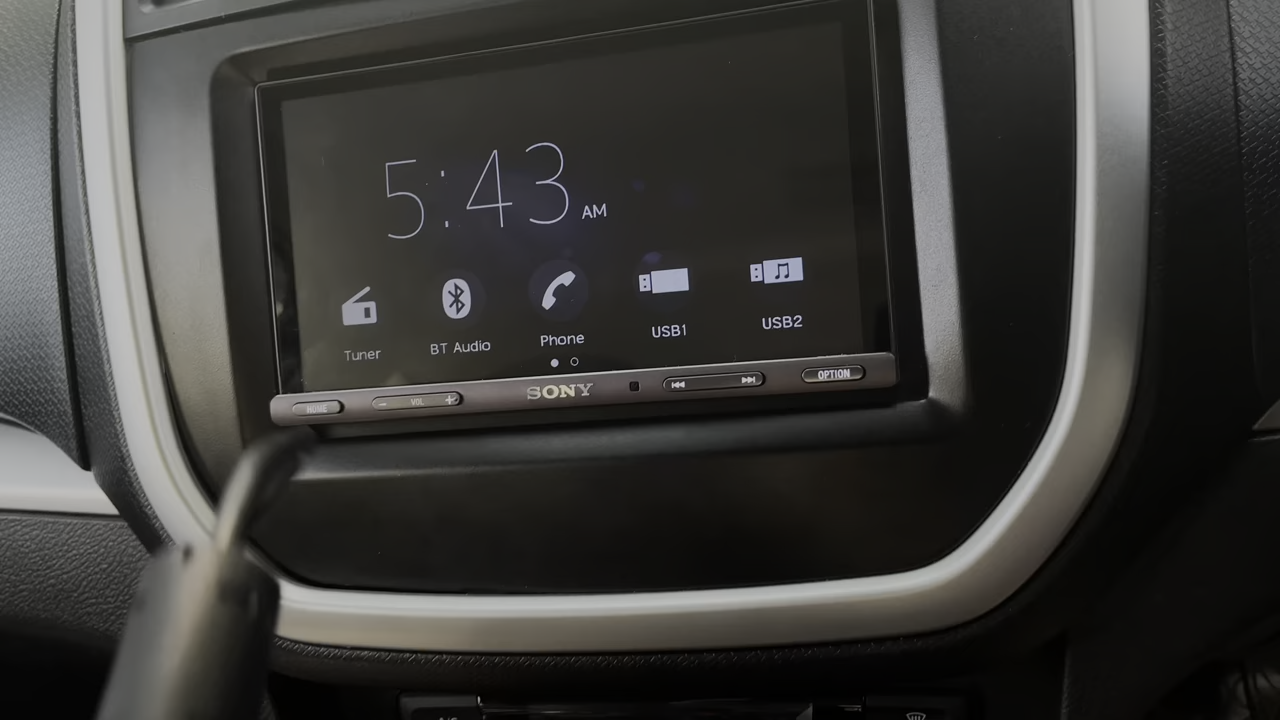 5:43 AM
Tuner
BT Audio
Phone
USB1
USB2
HOME
VOL
SONY
OPTION